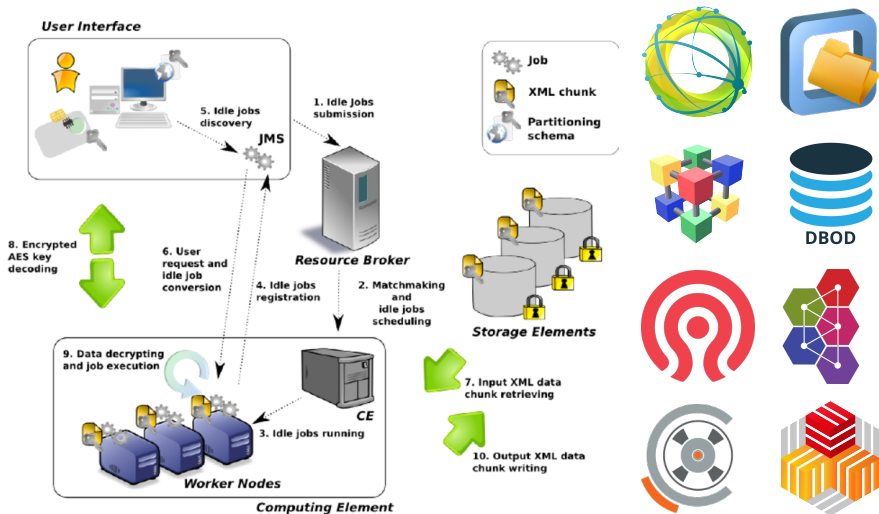 User Interface
5. Idle jobs
discovery
JMS
1. Idle Jobs
submission
Job
XML chunk
Partitioning
schema
DBOD
8. Encrypted
AES key
decoding
6. User
request and
idle job
conversion
4. Idle jobs
registration
Resource Broker
2. Matchmaking
and
idle jobs
scheduling
Storage Elements
9. Data decrypting
and job execution
CE
3. Idle jobs running
Worker Nodes
Computing Element
7. Input XML data
chunk retrieving
10. Output XML data
chunk writing